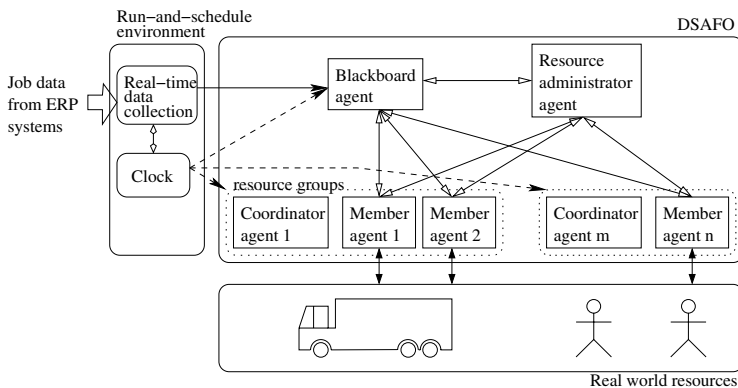 Run−and−schedule
environment
DSAFO
Job data
from ERP
systems
Real−time
data
collection
Clock
Blackboard
agent
Resource
administrator
agent
resource groups
Coordinator
agent 1
Member
agent 1
Member
agent 2
Coordinator
agent m
Member
agent n
Real world resources